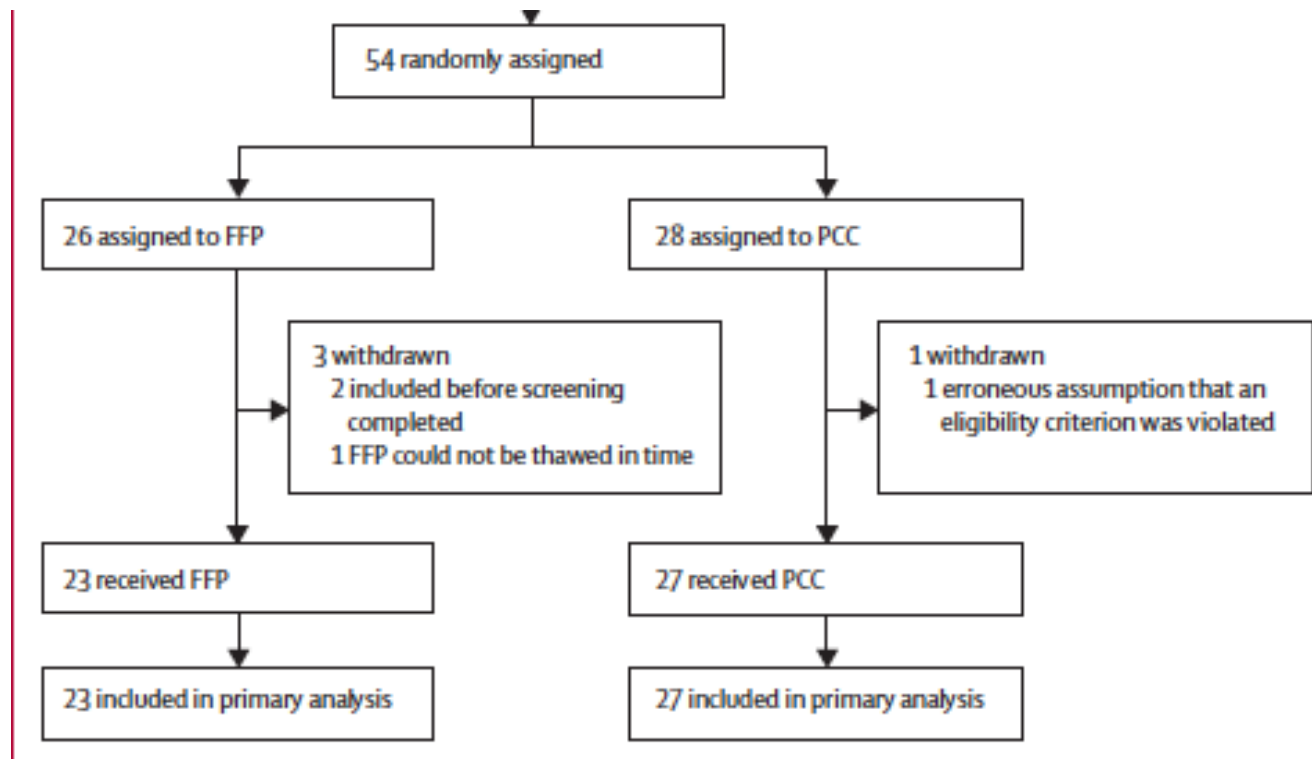 54 randomly assigned
26 assigned to FFP
28 assigned to PCC
3 withdrawn
2 included before screening
completed
1 FFP could not be thawed in time
1 withdrawn
1 erroneous assumption that an
eligibility criterion was violated
23 received FFP
27 received PCC
23 included in primary analysis
27 included in primary analysis